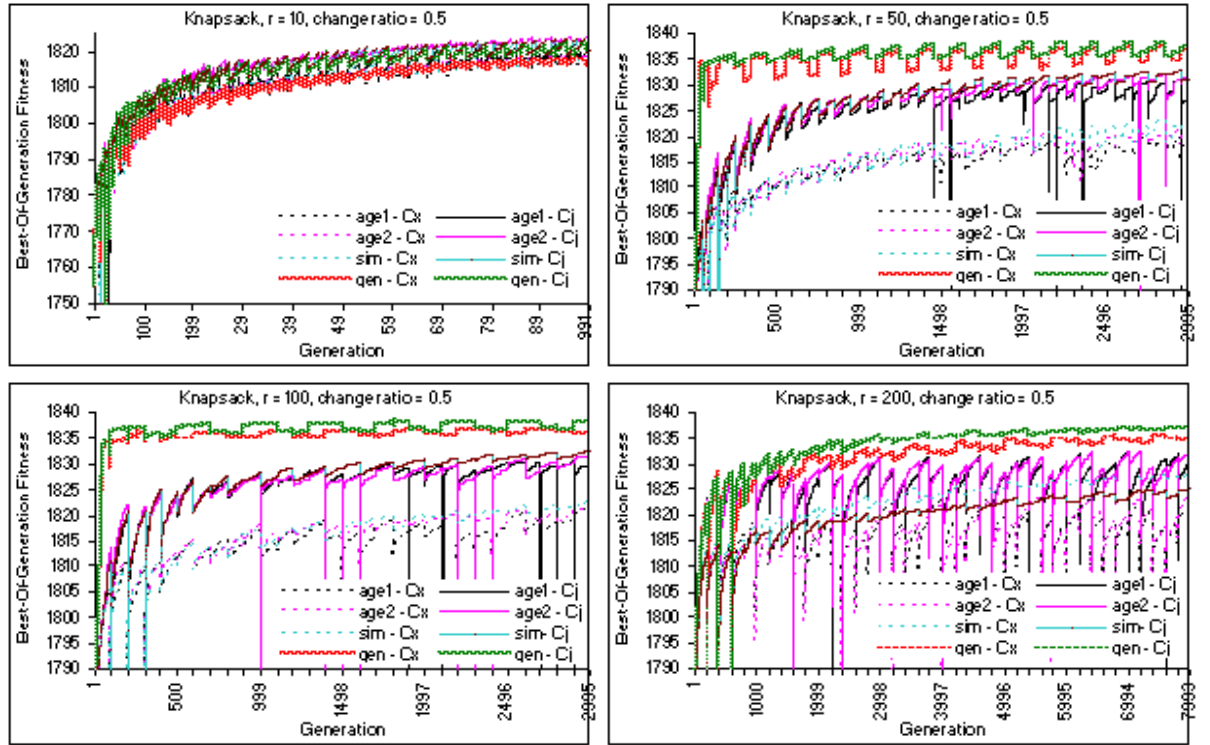 Knapsack, r = 10, change ratio = 0.5
Best-Of-Generation Fitness
1820
1810
1800
1790
1780
1770
1760
1750
age1 - Cx
age1 - Cj
age2 - Cx
age2 - Cj
sim - Cx
sim- Cj
gen - Cx
gen - Cj
1
100
199
29
39
49
59
69
79
89
991
Generation
Knapsack, r = 50, change ratio = 0.5
Best-Of-Generation Fitness
1840
1835
1830
1825
1820
1815
1810
1805
1800
1795
1790
age1 - Cx
age1 - Cj
age2 - Cx
age2 - Cj
sim - Cx
sim- Cj
gen - Cx
gen - Cj
1
500
999
1498
1997
2496
2995
Generation
Knapsack, r = 100, change ratio = 0.5
Best-Of-Generation Fitness
1840
1835
1830
1825
1820
1815
1810
1805
1800
1795
1790
age1 - Cx
age1 - Cj
age2 - Cx
age2 - Cj
sim - Cx
sim- Cj
gen - Cx
gen - Cj
1
500
999
1498
1997
2496
2995
Generation
Knapsack, r = 200, change ratio = 0.5
Best-Of-Generation Fitness
1840
1835
1830
1825
1820
1815
1810
1805
1800
1795
1790
age1 - Cx
age1 - Cj
age2 - Cx
age2 - Cj
sim - Cx
sim- Cj
gen - Cx
gen - Cj
1
1000
1999
2998
3997
4996
5995
6994
7993
Generation